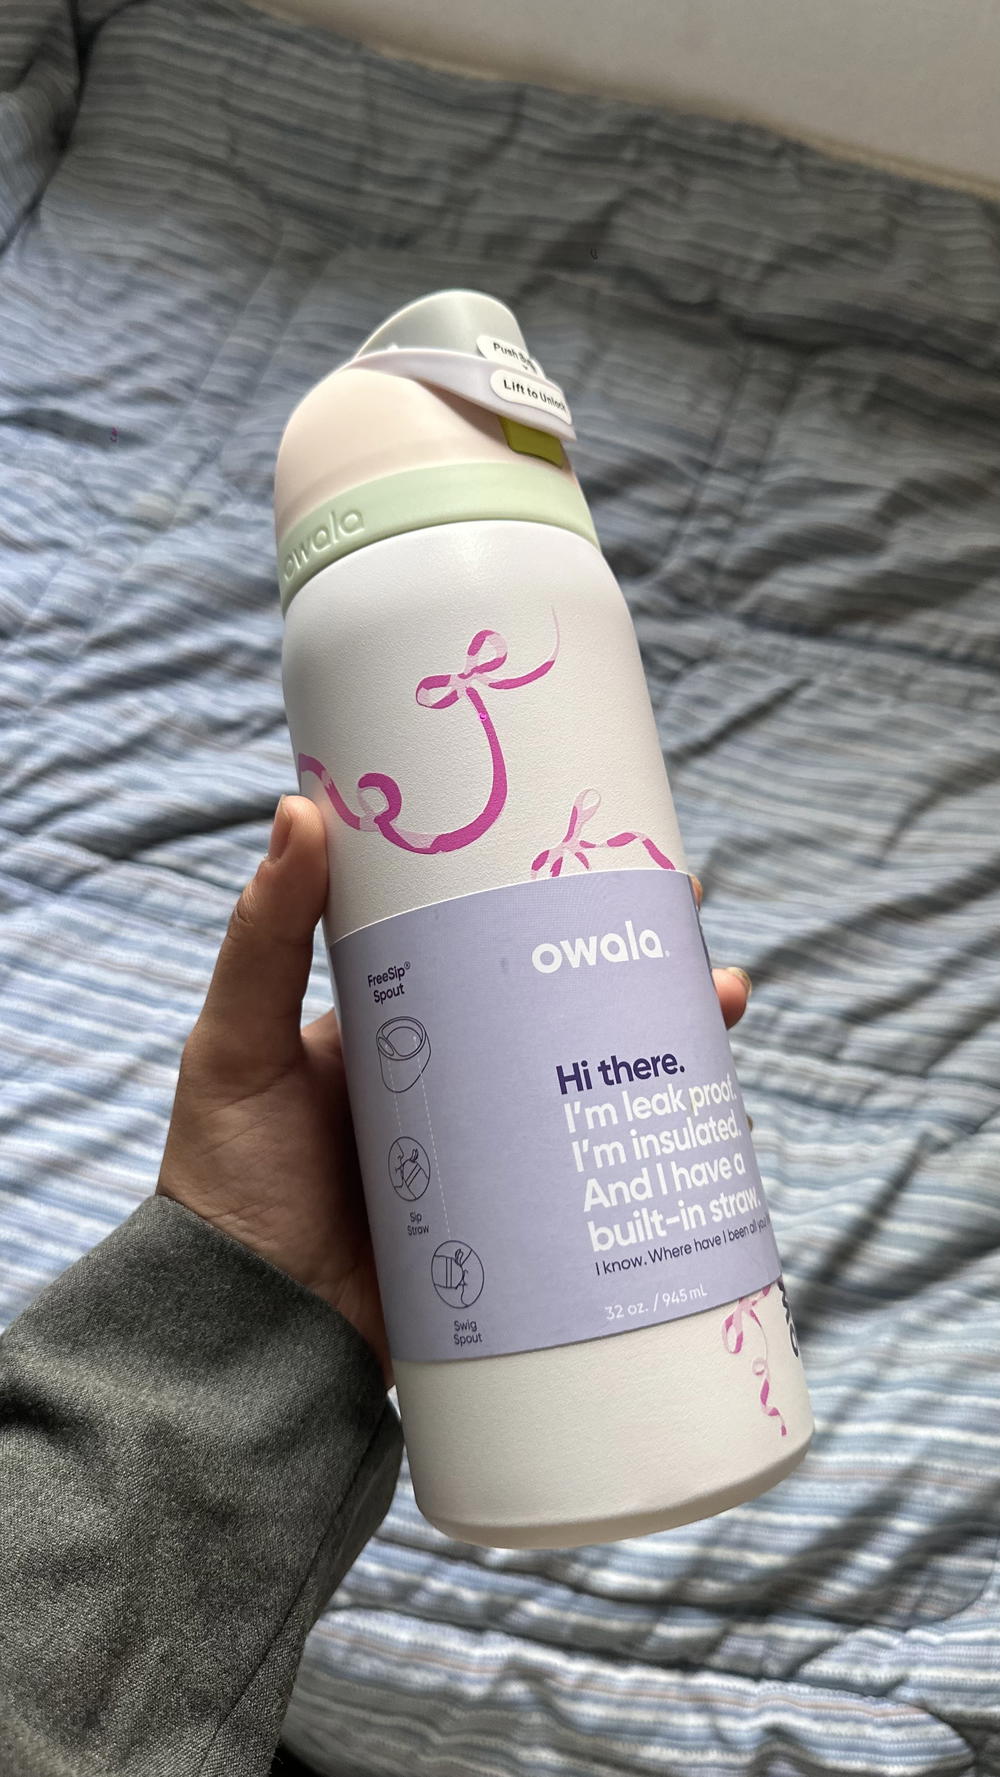 Push
Lift to Unlock
owala
owala.
FreeSip®
Spout
Hi there.
I'm leak proof.
I'm insulated.
And I have a
built-in straw.
I know. Where have I been all
Sip
Straw
32 oz. / 945 mL
Swig
Spout